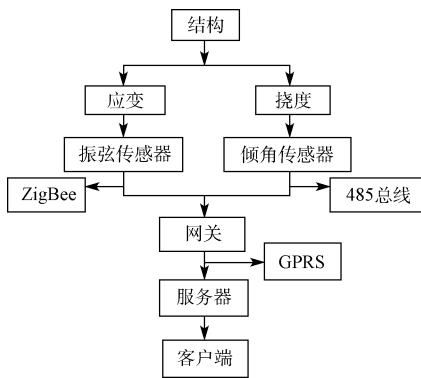 结构
应变
挠度
振弦传感器
倾角传感器
ZigBee
485总线
网关
GPRS
服务器
客户端